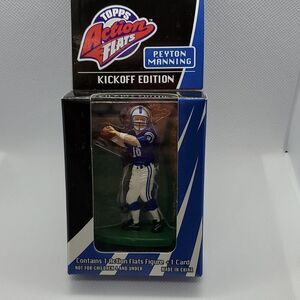 TOPPS
Action
FLATS
PEYTON
MANNING
KICKOFF EDITION
18
Contains 1 Action Flats Figure + 1 Card
NOT FOR CHILDREN 3 AND UNDER
MADE IN CHINA